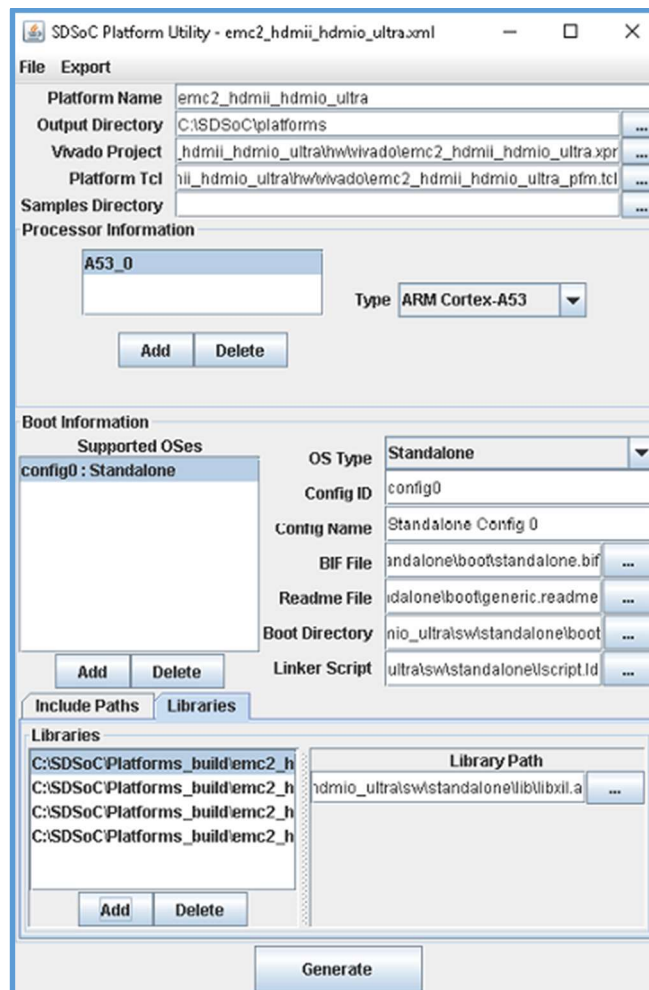 SDSoC Platform Utility - emc2_hdmii_hdmio_ultra.xml
File Export
Platform Name emc2_hdmii_hdmio_ultra
Output Directory C:\SDSoC\platforms ...
Vivado Project _hdmii_hdmio_ultra\hw\vivado\emc2_hdmii_hdmio_ultra.xpr ...
Platform Tcl nii_hdmio_ultra\hw\vivado\emc2_hdmii_hdmio_ultra_pfm.tcl ...
Samples Directory ...
Processor Information
A53_0
Type ARM Cortex-A53
Add Delete
Boot Information
Supported OSes
config0 : Standalone
OS Type Standalone
Config ID config0
Config Name Standalone Config 0
BIF File andalone\boot\standalone.bif ...
Readme File idalone\boot\generic.readme ...
Boot Directory nio_ultra\sw\standalone\boot ...
Linker Script ultra\sw\standalone\lscript.ld ...
Add Delete
Include Paths Libraries
Libraries
C:\SDSoC\Platforms_build\emc2_h
C:\SDSoC\Platforms_build\emc2_h
C:\SDSoC\Platforms_build\emc2_h
C:\SDSoC\Platforms_build\emc2_h
Library Path
hdmio_ultra\sw\standalone\lib\libxil.a ...
Add Delete
Generate